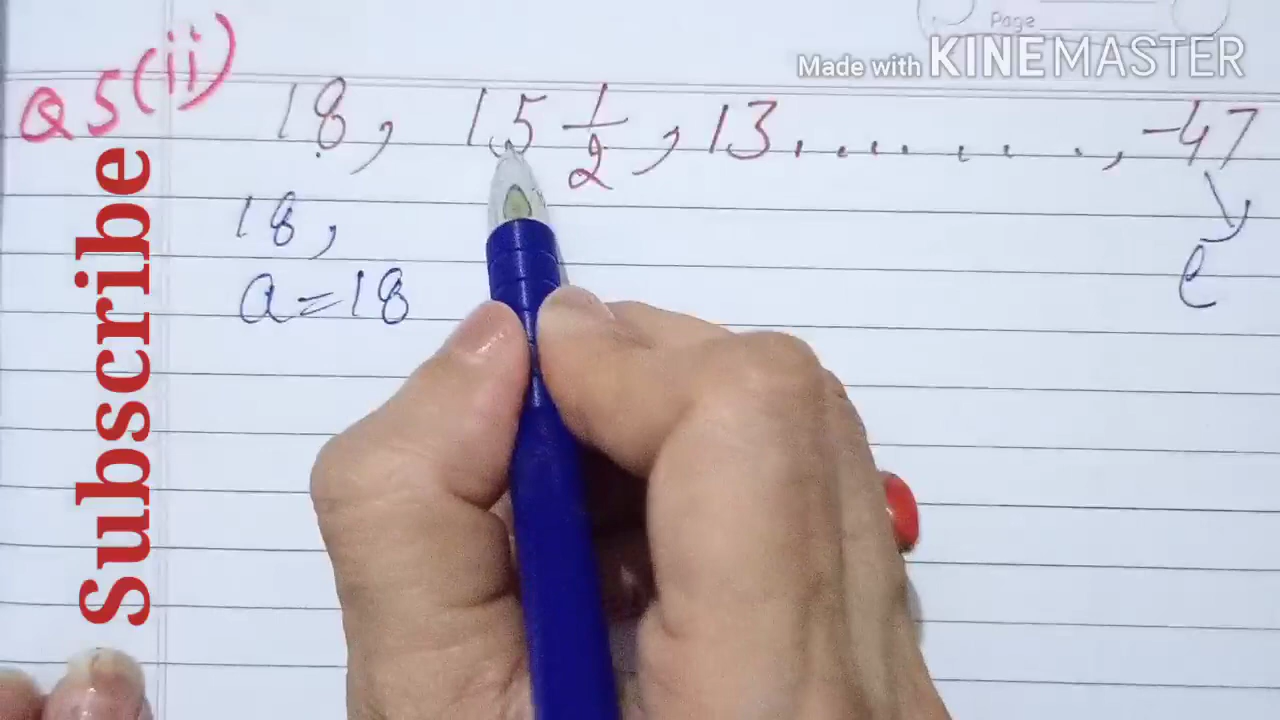 Page
Made with KINEMASTER
Q5(ii) 18, 15 1/2, 13........, -47
18,
a=18
l
Subscribe